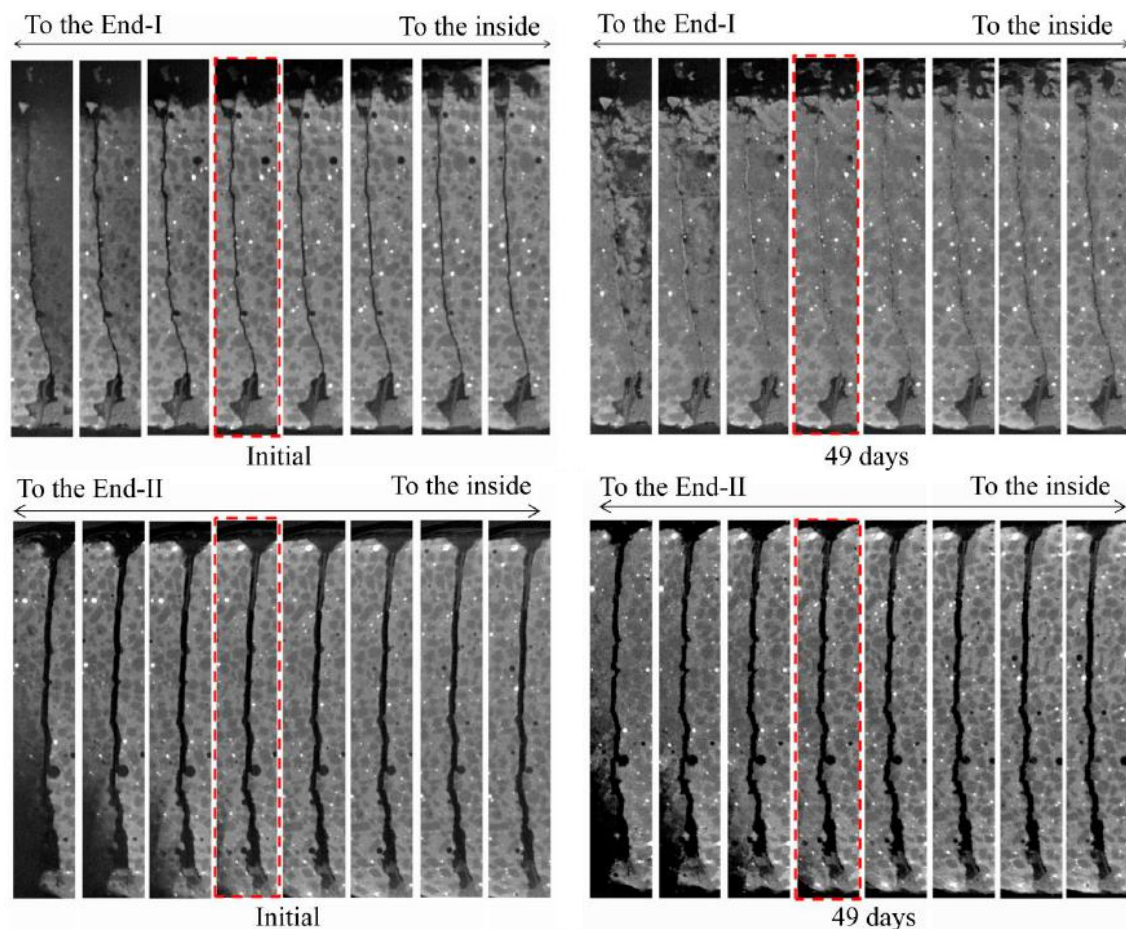 To the End-I To the inside
To the End-I To the inside
Initial
49 days
To the End-II To the inside
To the End-II To the inside
Initial
49 days